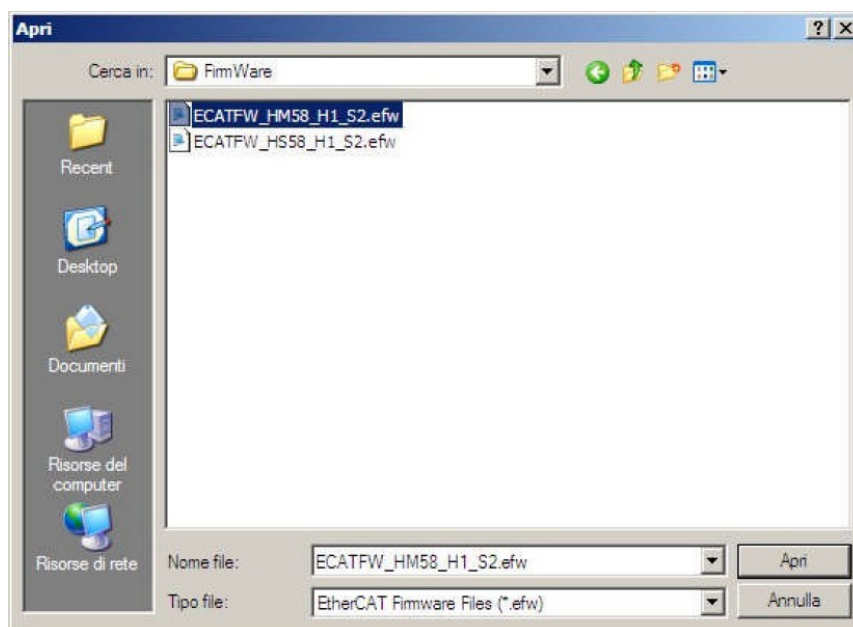 Apri
Cerca in: FirmWare
ECATFW_HM58_H1_S2.efw
ECATFW_HS58_H1_S2.efw
Recent
Desktop
Documenti
Risorse del
computer
Risorse di rete
Nome file: ECATFW_HM58_H1_S2.efw Apri
Tipo file: EtherCAT Firmware Files (*.efw) Annulla